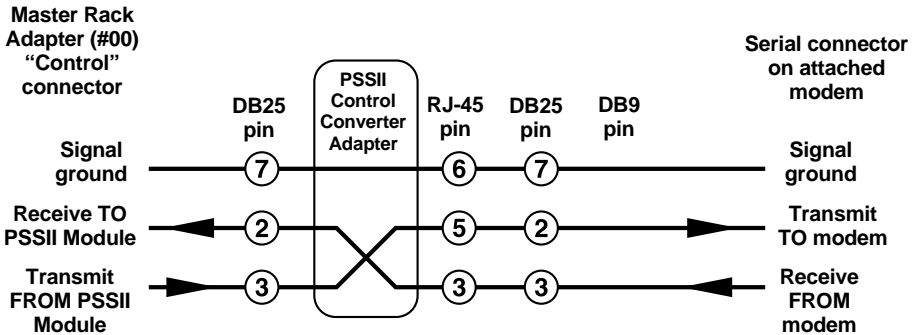 Master Rack
Adapter (#00)
“Control”
connector
PSSII
Control
Converter
Adapter
Serial connector
on attached
modem
DB25
pin
RJ-45
pin
DB25
pin
DB9
pin
Signal
ground
7
6
7
Signal
ground
Receive TO
PSSII Module
2
5
2
Transmit
TO modem
Transmit
FROM PSSII
Module
3
3
3
Receive
FROM
modem